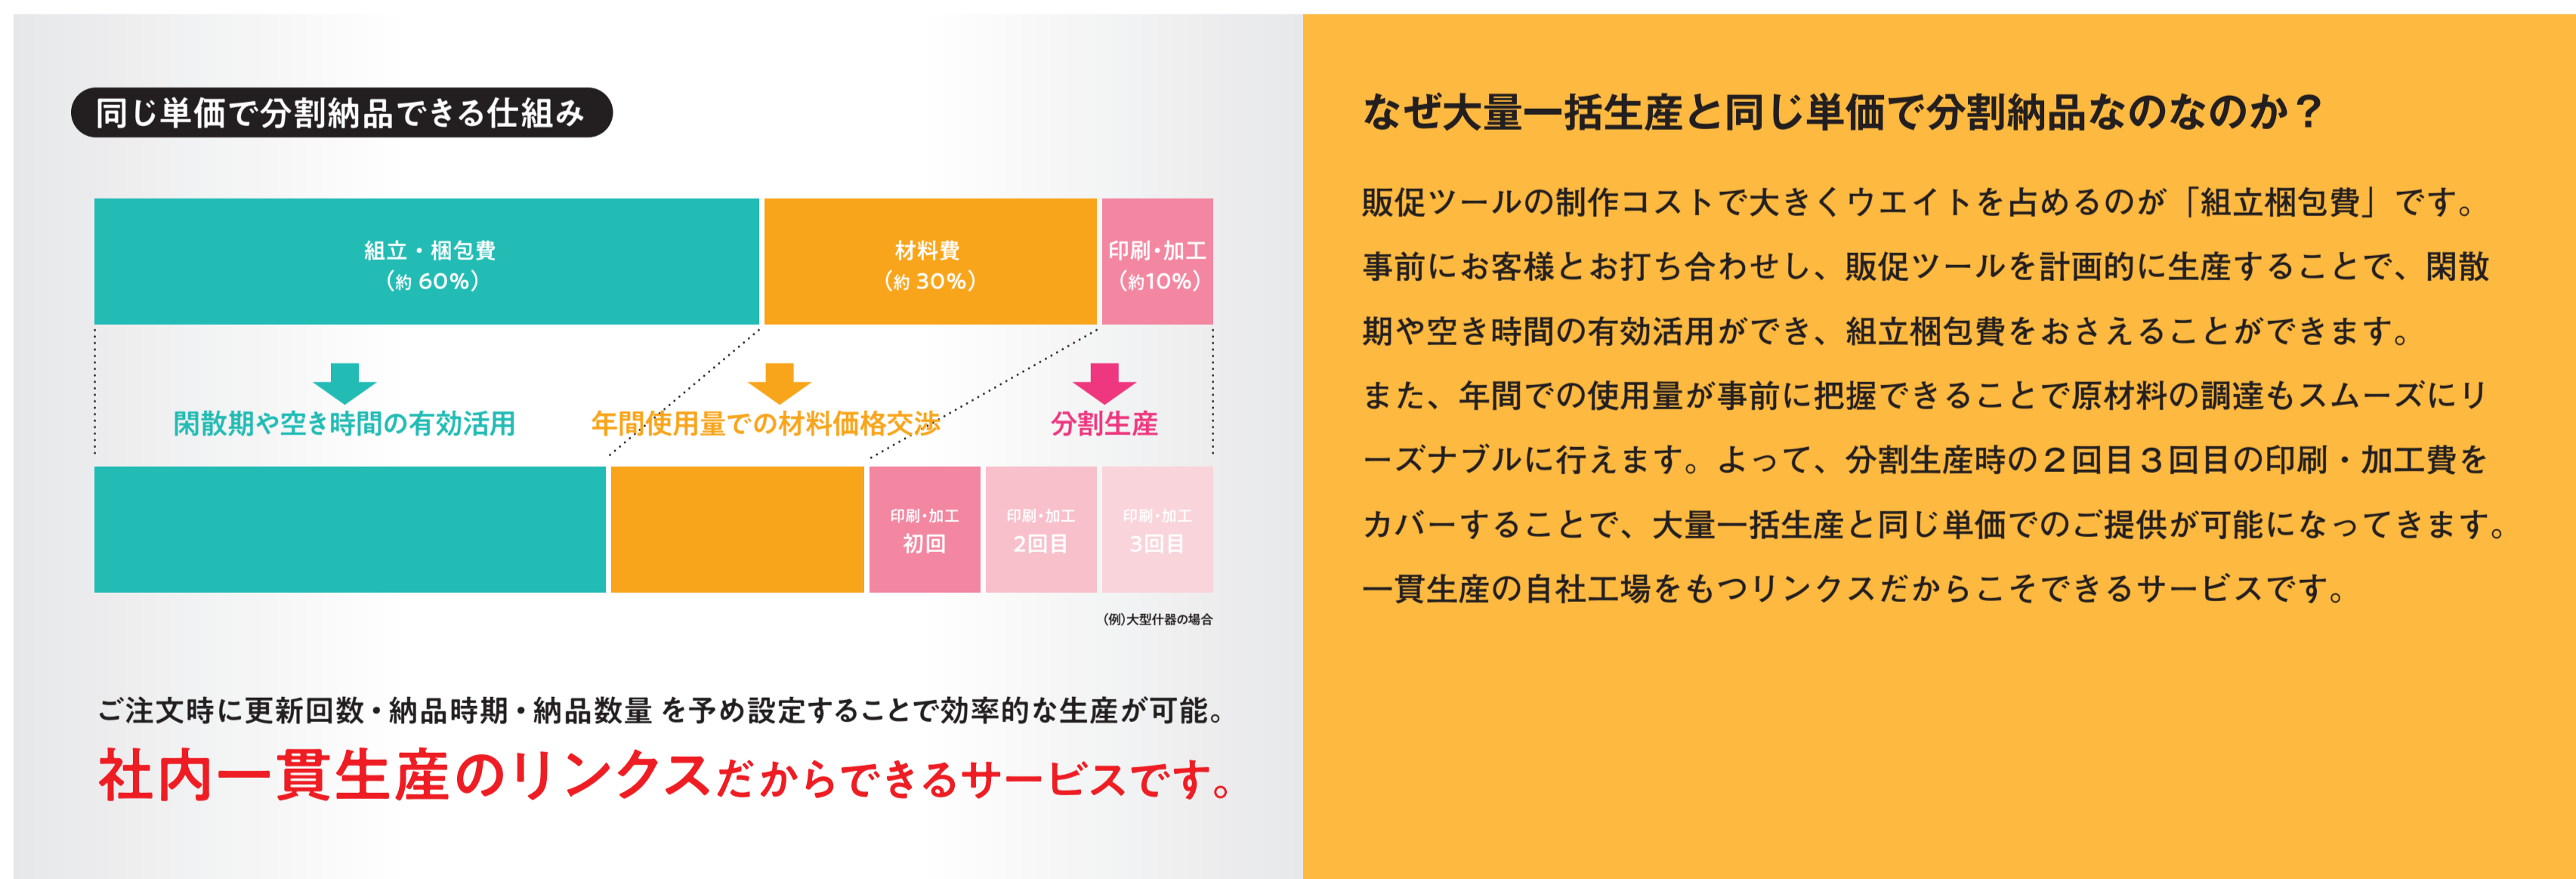 同じ単価で分割納品できる仕組み
組立・梱包費
(約 60%)
材料費
(約 30%)
印刷・加工
(約10%)
閑散期や空き時間の有効活用
年間使用量での材料価格交渉
分割生産
印刷・加工
初回
印刷・加工
2回目
印刷・加工
3回目
(例)大型什器の場合
ご注文時に更新回数・納品時期・納品数量 を予め設定することで効率的な生産が可能。
社内一貫生産のリンクスだからできるサービスです。
なぜ大量一括生産と同じ単価で分割納品なのなのか？
販促ツールの制作コストで大きくウエイトを占めるのが「組立梱包費」です。
事前にお客様とお打ち合わせし、販促ツールを計画的に生産することで、閑散
期や空き時間の有効活用ができ、組立梱包費をおさえることができます。
また、年間での使用量が事前に把握できることで原材料の調達もスムーズにリ
ーズナブルに行えます。よって、分割生産時の２回目３回目の印刷・加工費を
カバーすることで、大量一括生産と同じ単価でのご提供が可能になってきます。
一貫生産の自社工場をもつリンクスだからこそできるサービスです。